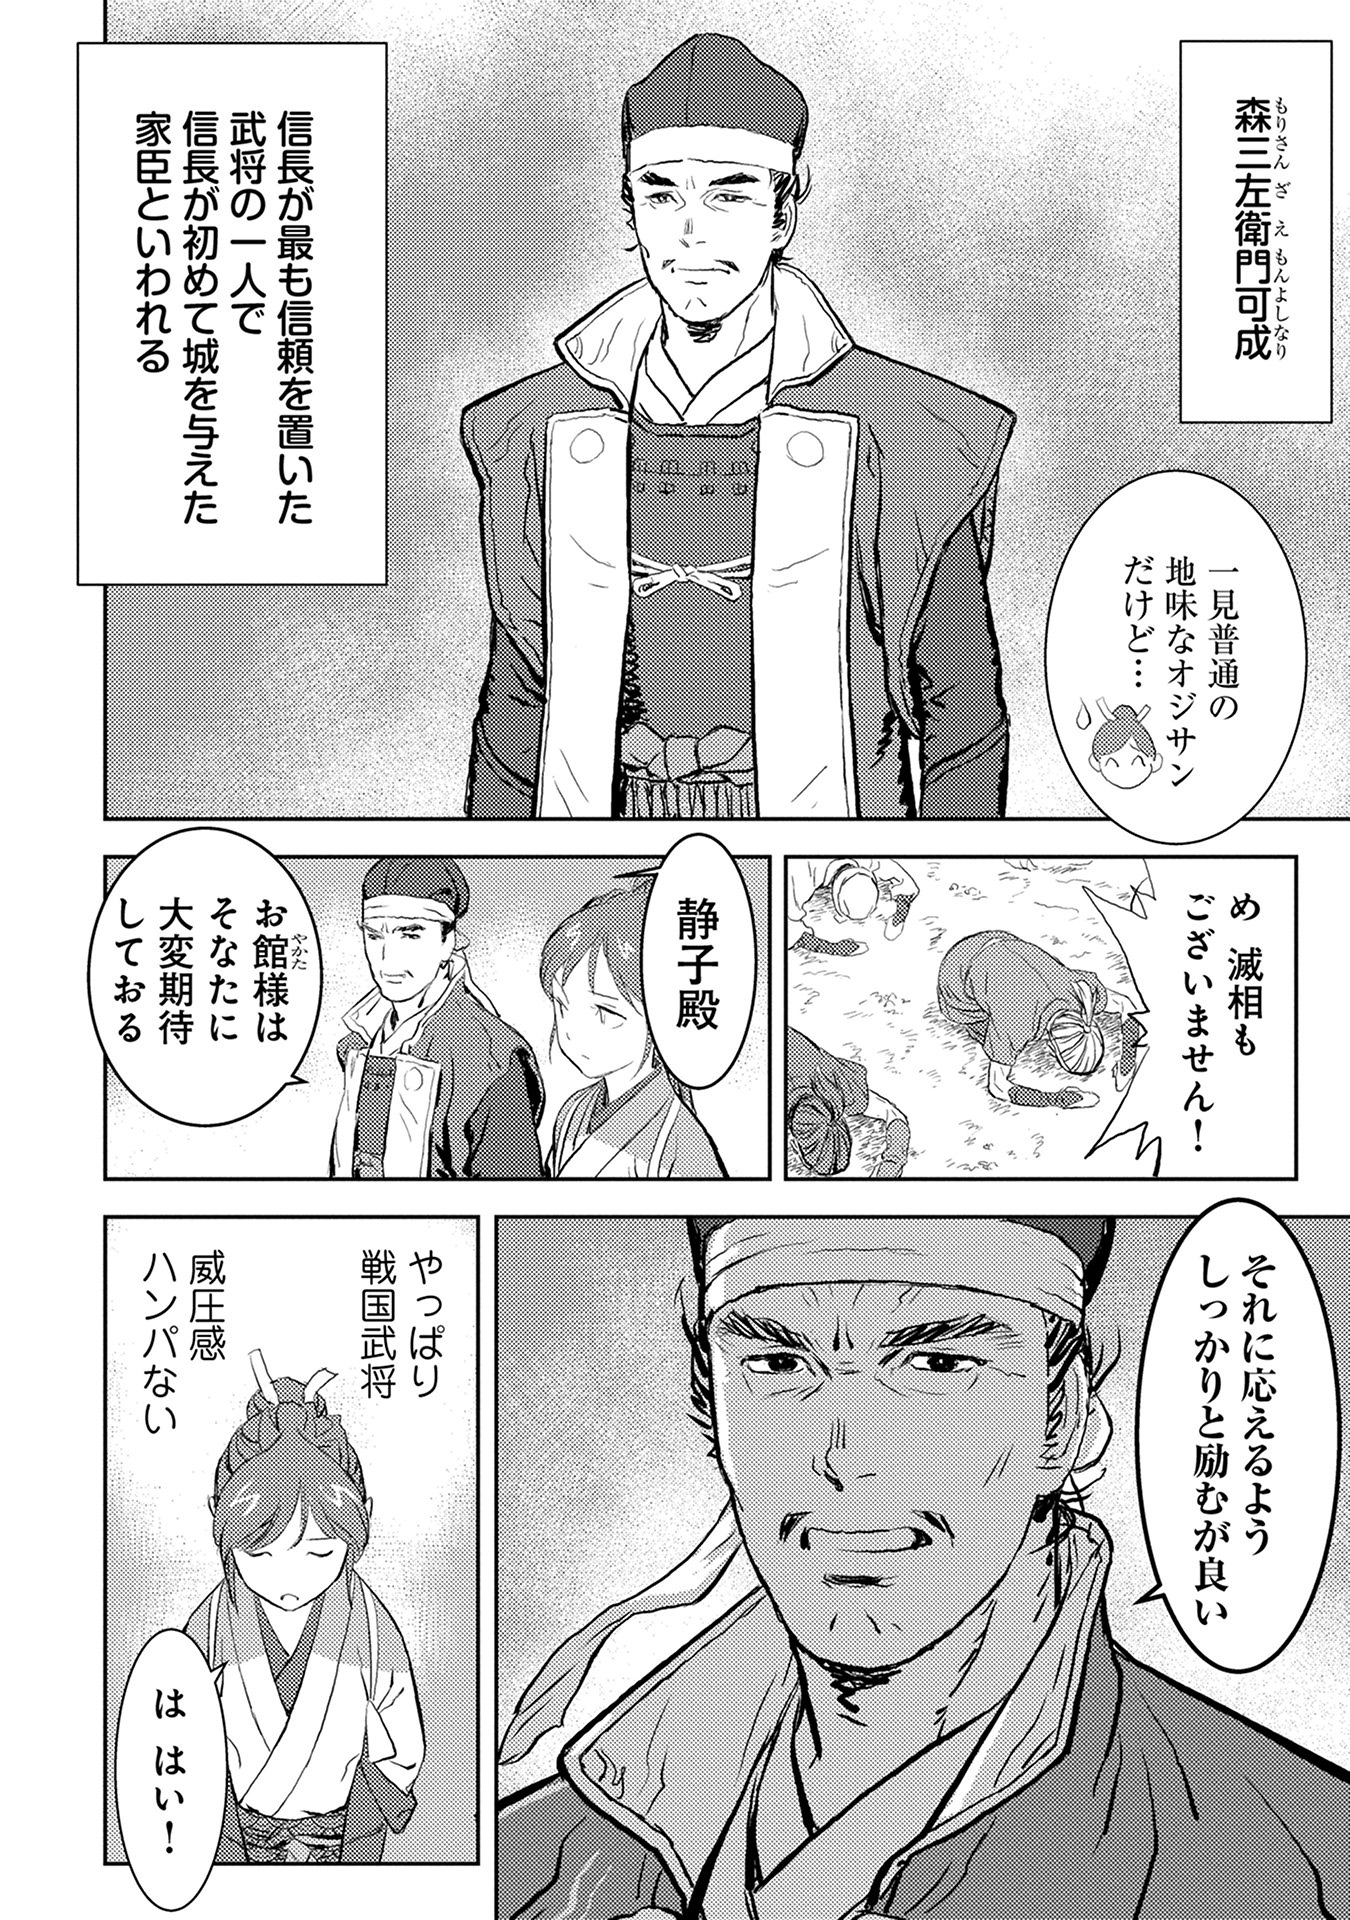 森三左衛門可成
もりさんざえもんよしなり
信長が最も信頼を置いた
武将の一人で
信長が初めて城を与えた
家臣といわれる
一見普通の
地味なオジサン
だけど…
め 滅相も
ございません！
静子殿
お館様は
やかた
そなたに
大変期待
しておる
それに応えるよう
しっかりと励むが良い
やっぱり
戦国武将
威圧感
ハンパない
は はい！